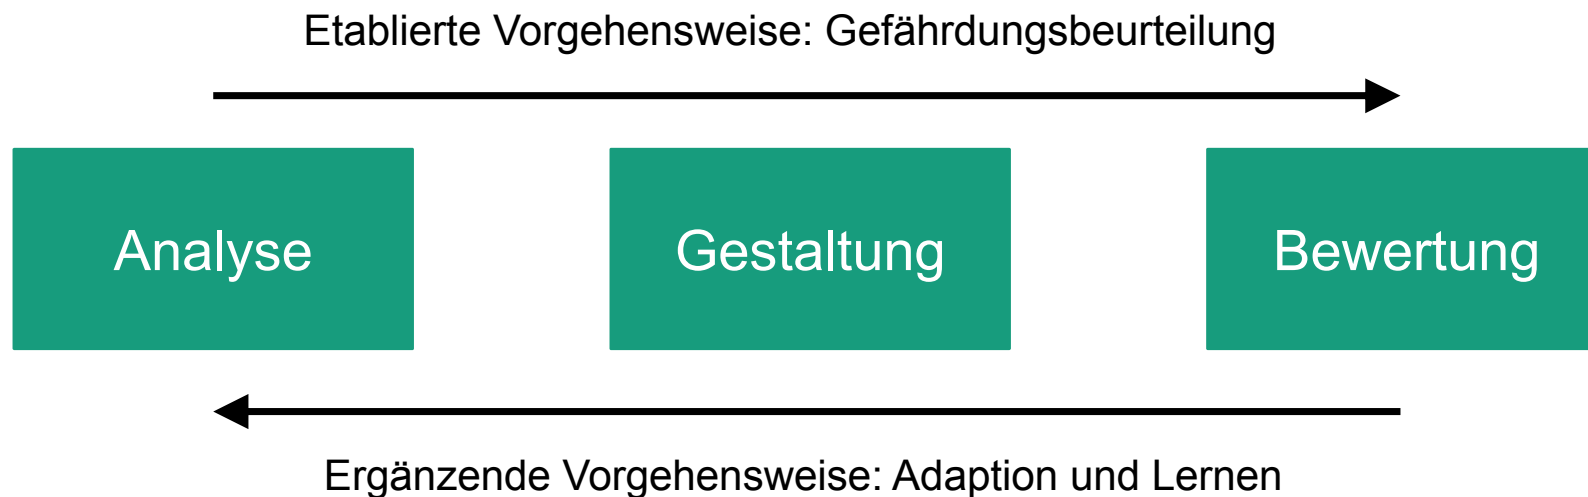 Etablierte Vorgehensweise: Gefährdungsbeurteilung
Analyse
Gestaltung
Bewertung
Ergänzende Vorgehensweise: Adaption und Lernen